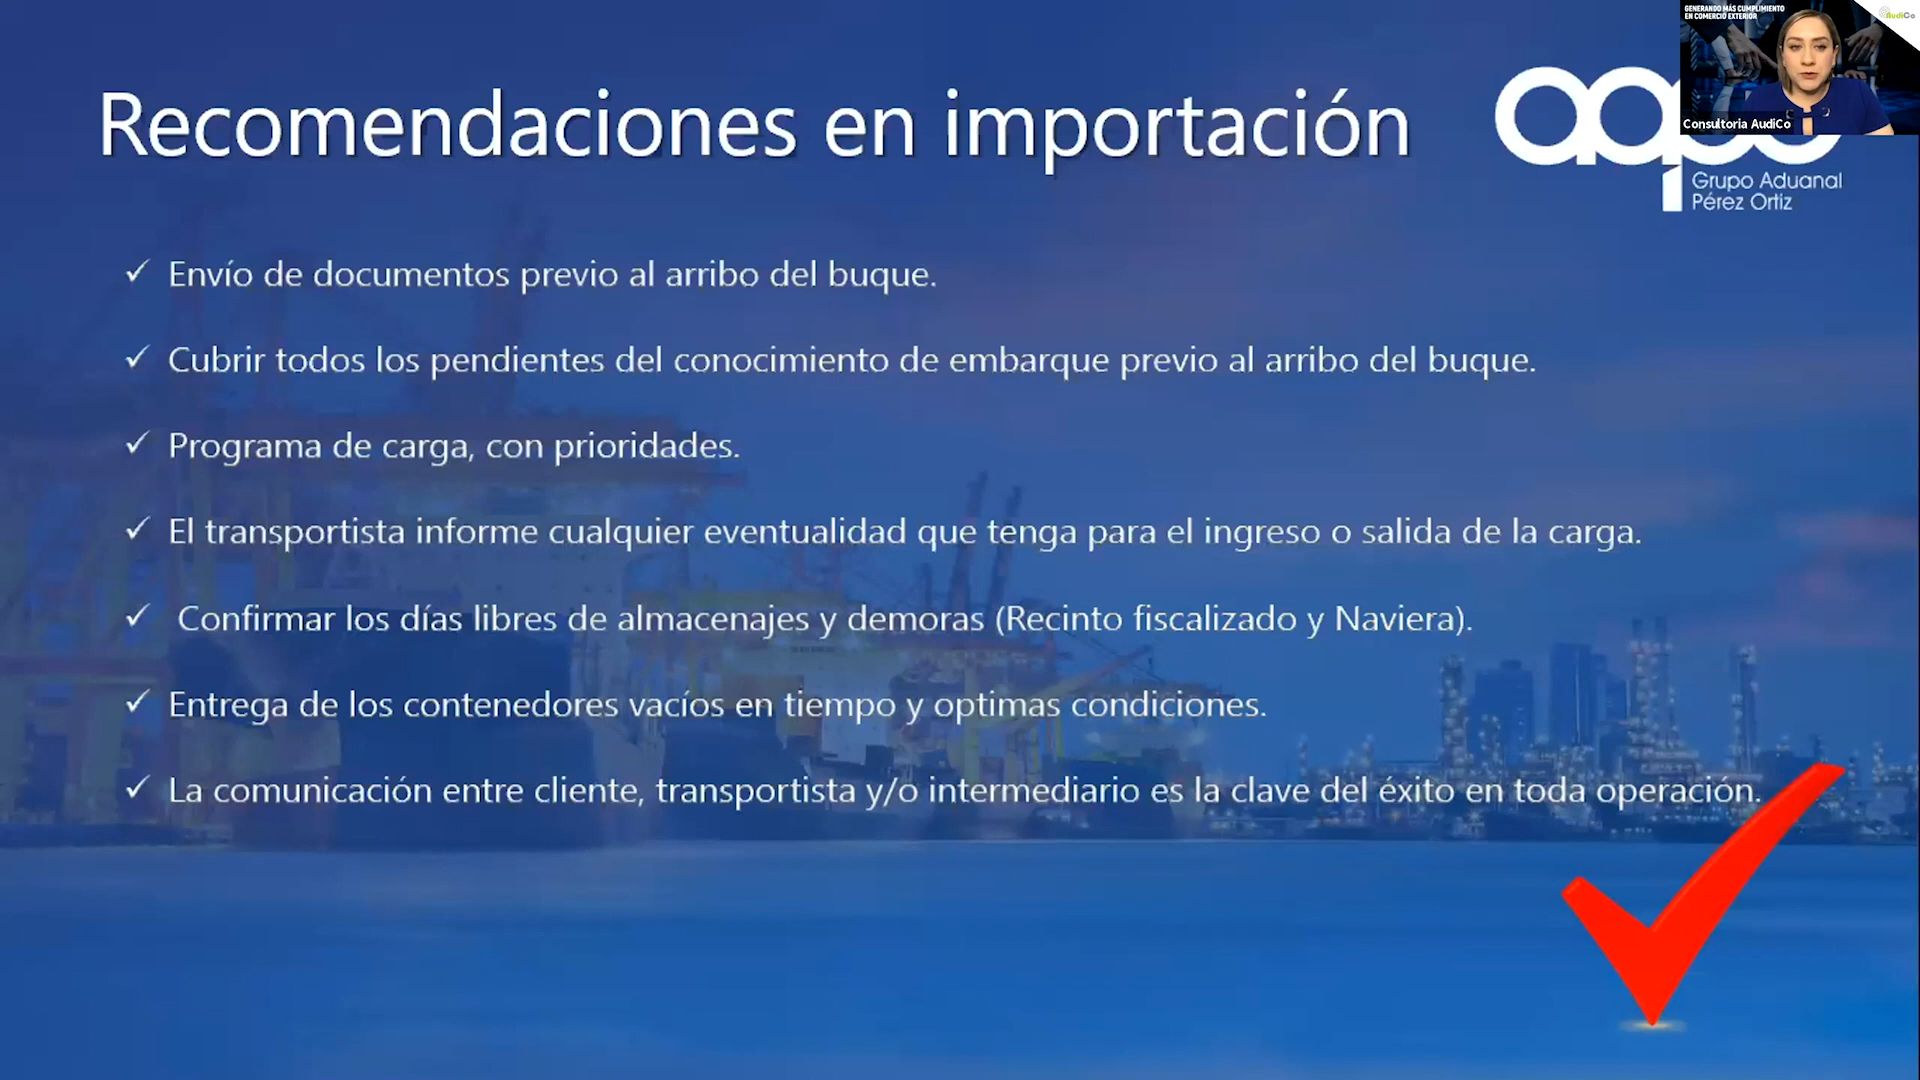 GENERANDO MÁS CUMPLIMIENTO
EN COMERCIO EXTERIOR
AudiCo
Consultoria AudiCo
Recomendaciones en importación
Grupo Aduanal
Pérez Ortiz
✓ Envío de documentos previo al arribo del buque.
✓ Cubrir todos los pendientes del conocimiento de embarque previo al arribo del buque.
✓ Programa de carga, con prioridades.
✓ El transportista informe cualquier eventualidad que tenga para el ingreso o salida de la carga.
✓ Confirmar los días libres de almacenajes y demoras (Recinto fiscalizado y Naviera).
✓ Entrega de los contenedores vacíos en tiempo y optimas condiciones.
✓ La comunicación entre cliente, transportista y/o intermediario es la clave del éxito en toda operación.